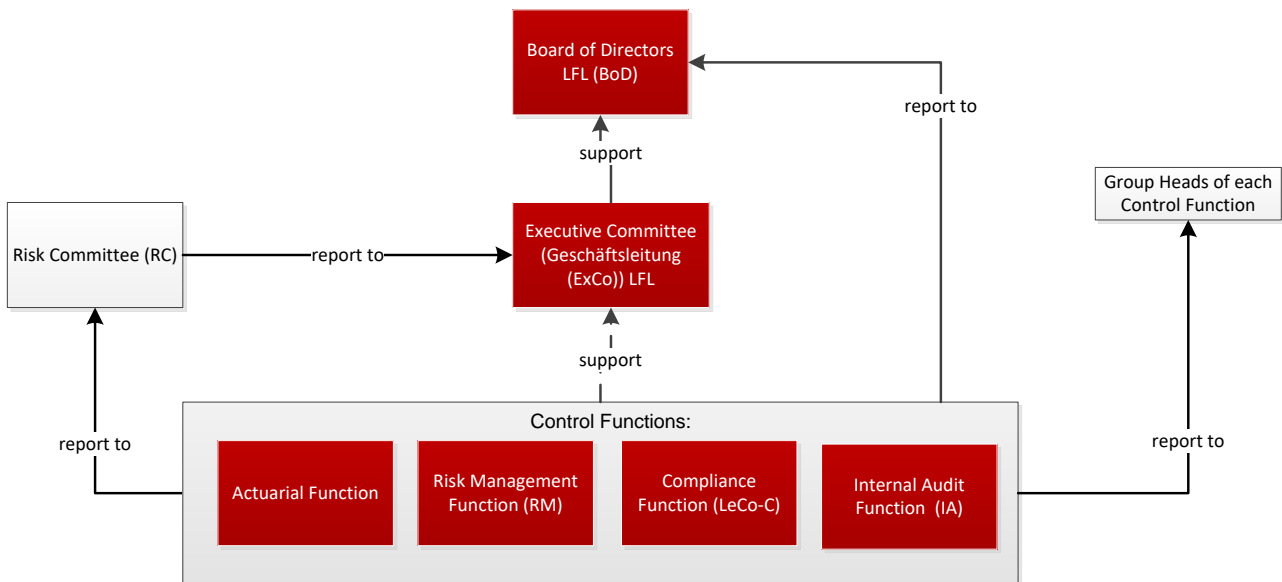 Board of Directors
LFL (BoD)
report to
support
Group Heads of each
Control Function
Risk Committee (RC)
report to
Executive Committee
(Geschäftsleitung
(ExCo)) LFL
support
Control Functions:
report to
report to
Actuarial Function
Risk Management
Function (RM)
Compliance
Function (LeCo-C)
Internal Audit
Function (IA)